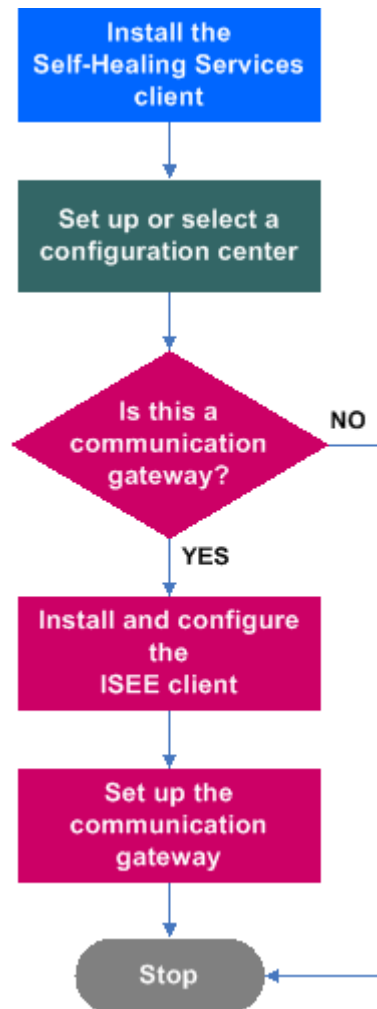 Install the
Self-Healing Services
client
Set up or select a
configuration center
Is this a
communication
gateway?
NO
YES
Install and configure
the
ISEE client
Set up the
communication
gateway
Stop